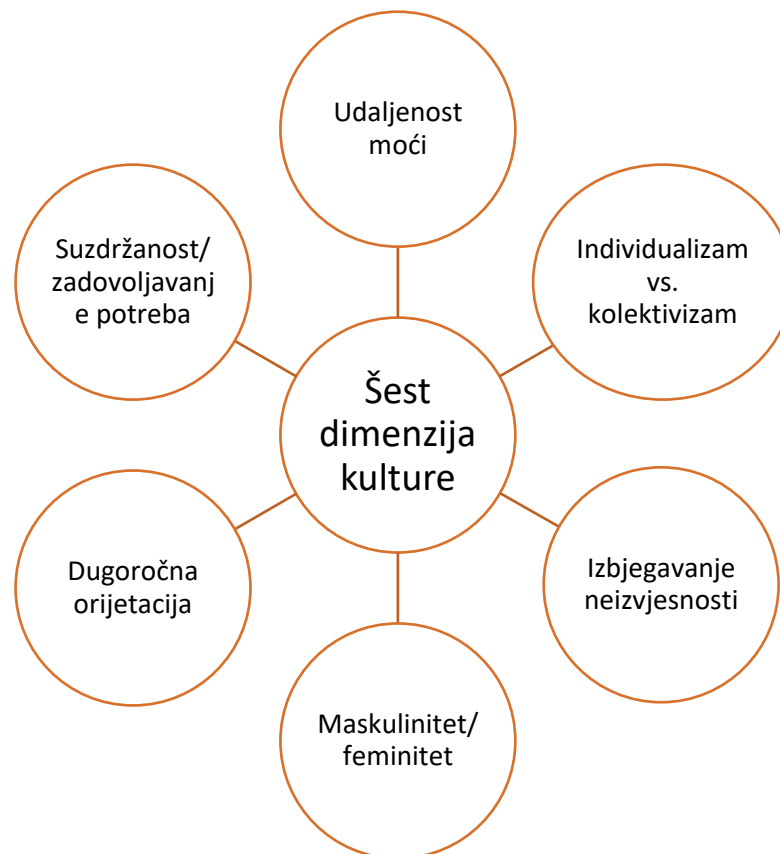 Udaljenost
moći
Suzdržanost/
zadovoljavanj
e potreba
Individualizam
vs.
kolektivizam
Šest
dimenzija
kulture
Dugoročna
orijetacija
Izbjegavanje
neizvjesnosti
Maskulinitet/
feminitet